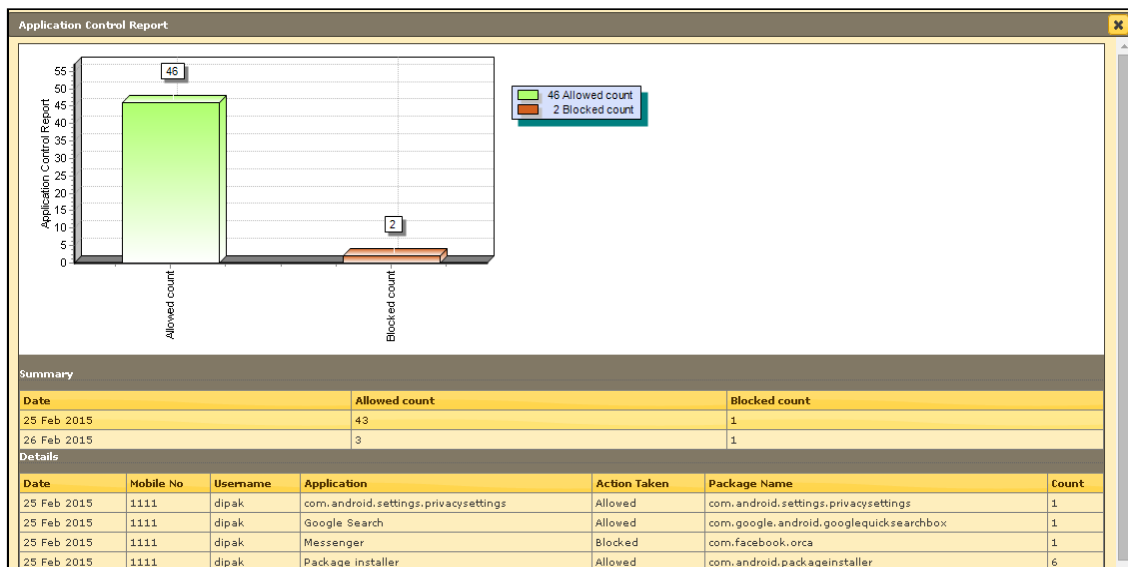 Application Control Report
Application Control Report
55
50
45
40
35
30
25
20
15
10
5
0
46
2
Allowed count
Blocked count
46 Allowed count
2 Blocked count
Summary
Date Allowed count Blocked count
25 Feb 2015 43 1
26 Feb 2015 3 1
Details
Date Mobile No Username Application Action Taken Package Name Count
25 Feb 2015 1111 dipak com.android.settings.privacysettings Allowed com.android.settings.privacysettings 1
25 Feb 2015 1111 dipak Google Search Allowed com.google.android.googlequicksearchbox 1
25 Feb 2015 1111 dipak Messenger Blocked com.facebook.orca 1
25 Feb 2015 1111 dipak Package installer Allowed com.android.packageinstaller 6